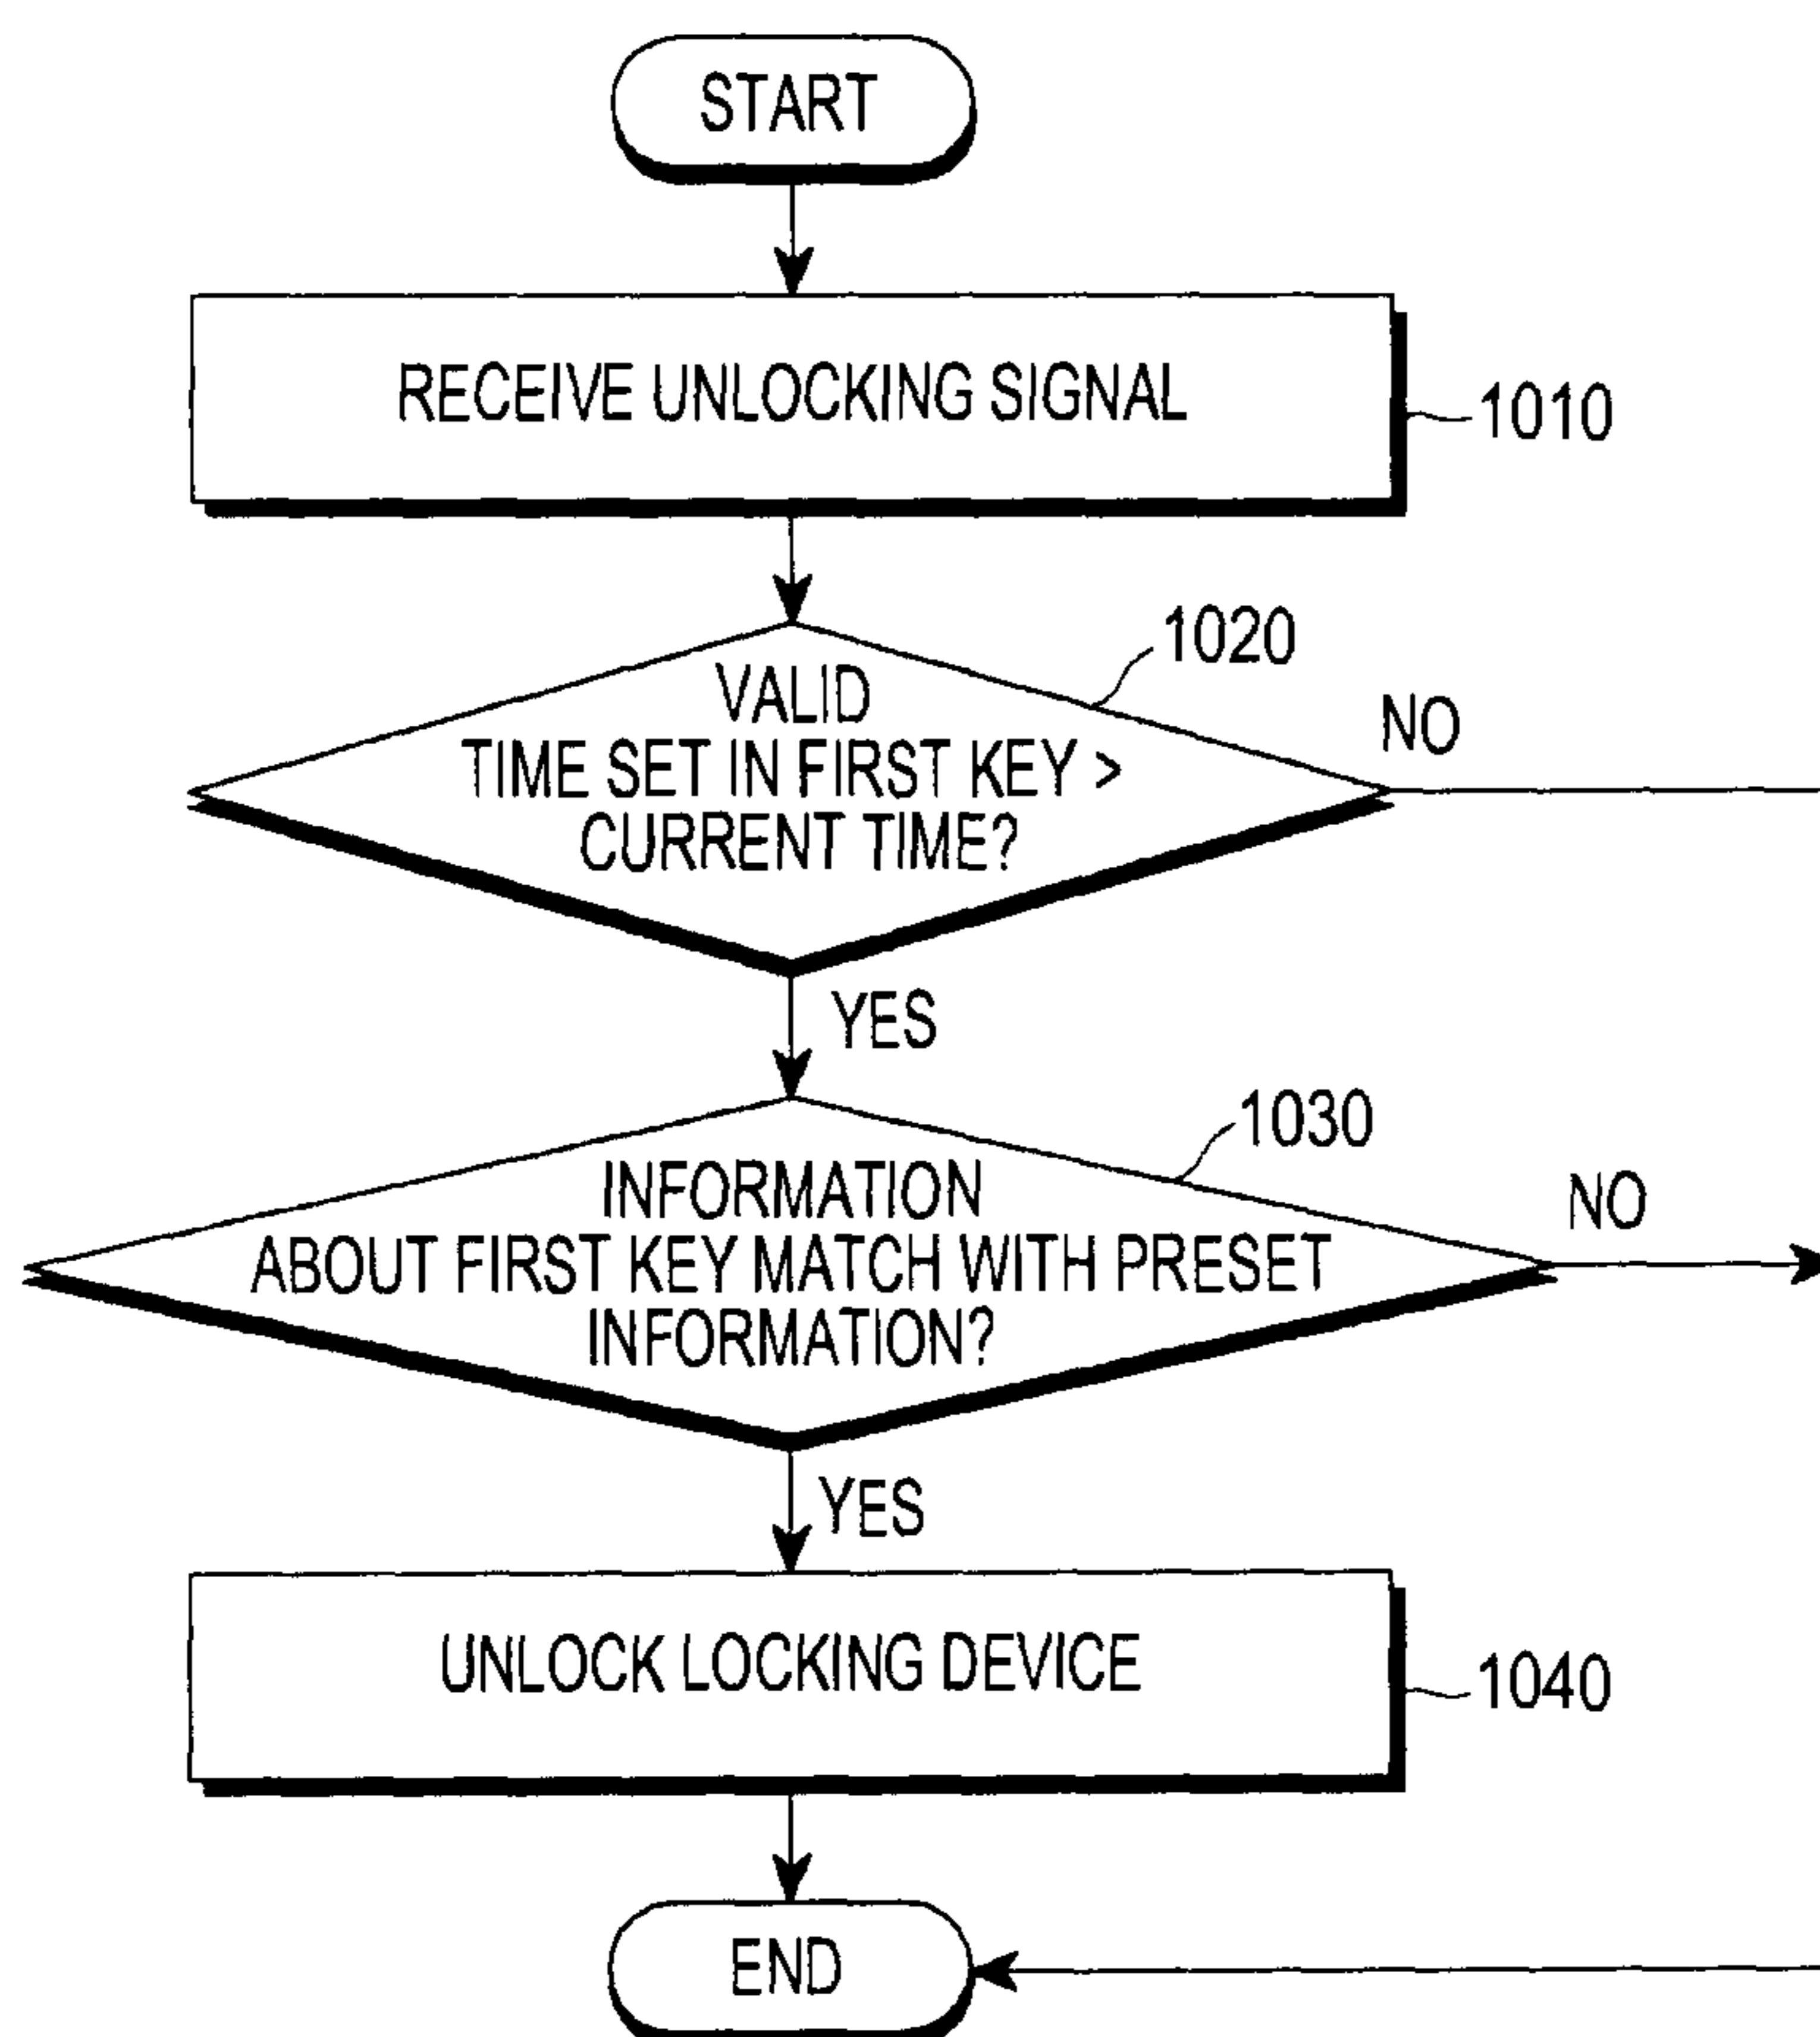 START
RECEIVE UNLOCKING SIGNAL
1010
1020
VALID
TIME SET IN FIRST KEY >
CURRENT TIME?
NO
YES
1030
INFORMATION
ABOUT FIRST KEY MATCH WITH PRESET
INFORMATION?
NO
YES
UNLOCK LOCKING DEVICE
1040
END